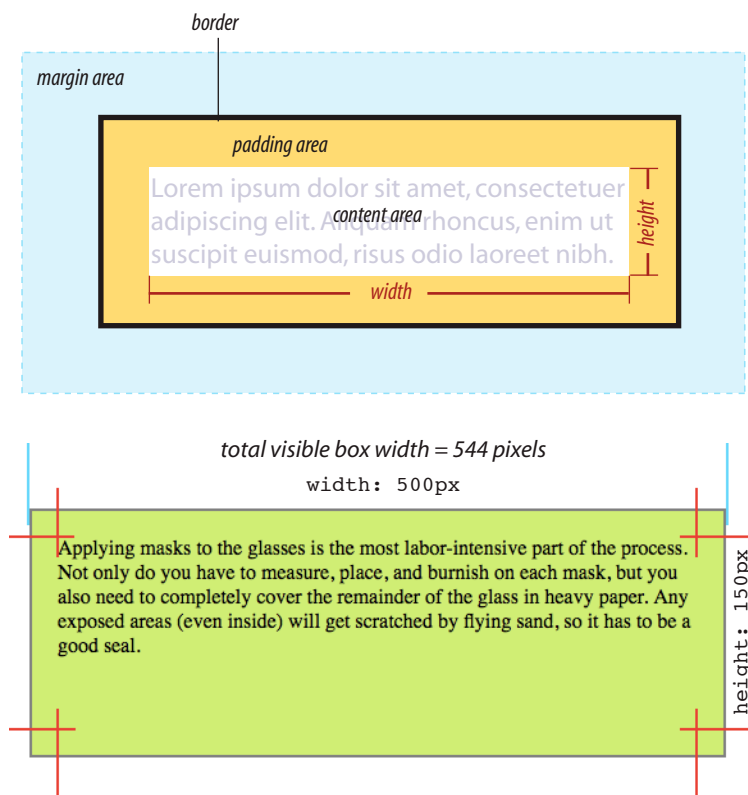 border
margin area
padding area
Lorem ipsum dolor sit amet, consectetuer
adipiscing elit. Aliquam rhoncus, enim ut
content area
suscipit euismod, risus odio laoreet nibh.
height
width
total visible box width = 544 pixels
width: 500px
Applying masks to the glasses is the most labor-intensive part of the process.
Not only do you have to measure, place, and burnish on each mask, but you
also need to completely cover the remainder of the glass in heavy paper. Any
exposed areas (even inside) will get scratched by flying sand, so it has to be a
good seal.
height: 150px